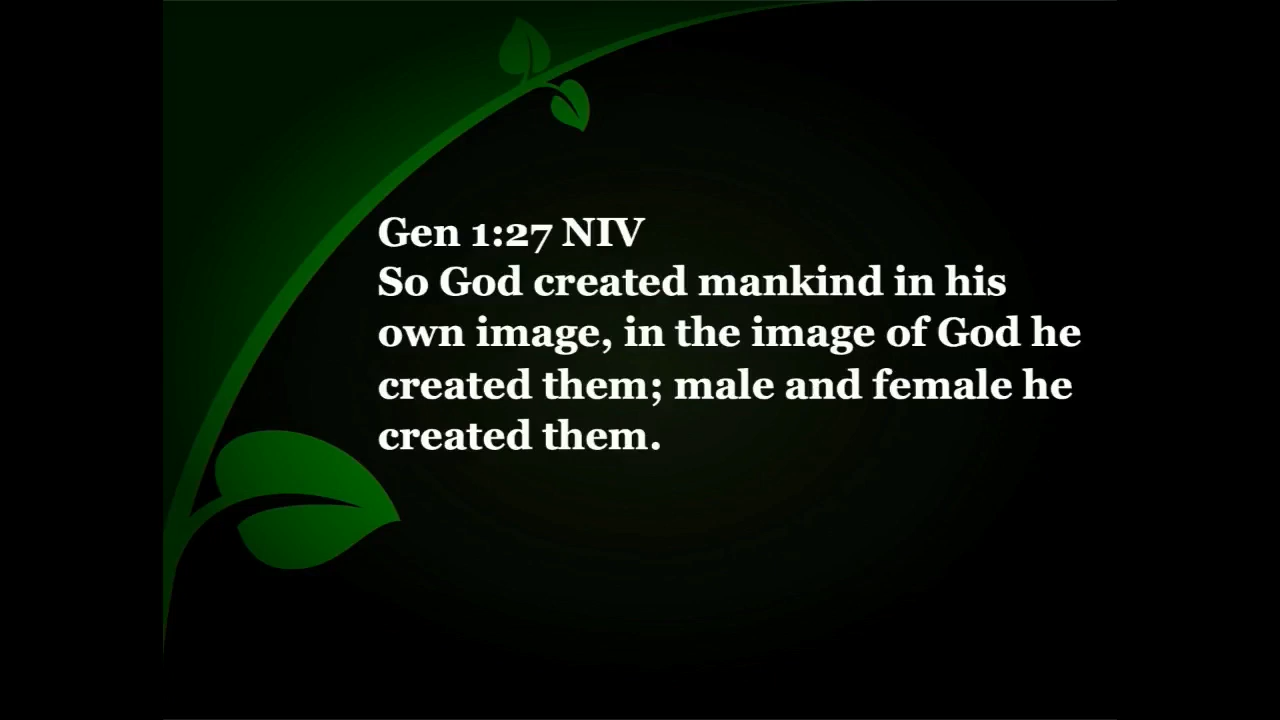 Gen 1:27 NIV
So God created mankind in his
own image, in the image of God he
created them; male and female he
created them.